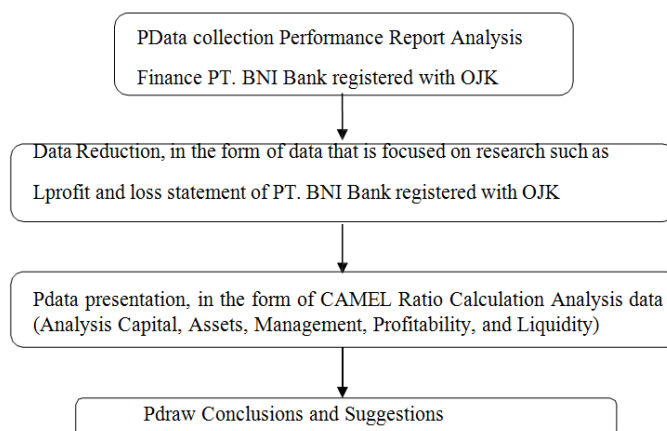 PData collection Performance Report Analysis
Finance PT. BNI Bank registered with OJK
Data Reduction, in the form of data that is focused on research such as
Lprofit and loss statement of PT. BNI Bank registered with OJK
Pdata presentation, in the form of CAMEL Ratio Calculation Analysis data
(Analysis Capital, Assets, Management, Profitability, and Liquidity)
Pdraw Conclusions and Suggestions